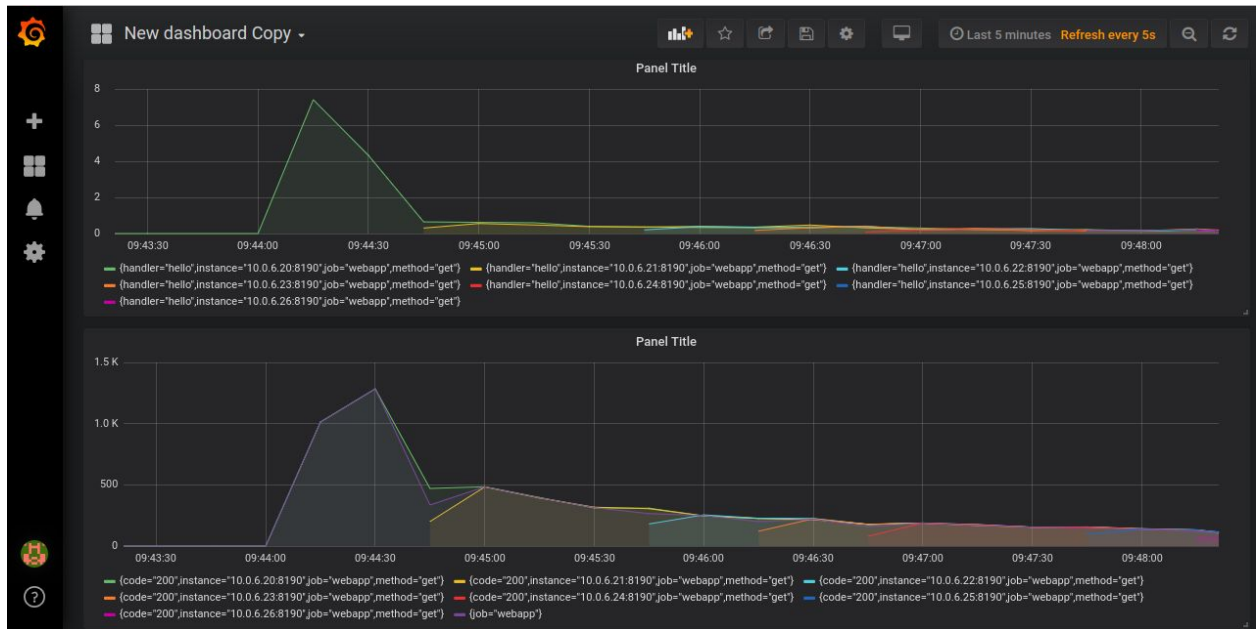 New dashboard Copy
Last 5 minutes Refresh every 5s
Panel Title
8
6
4
2
0
09:43:30 09:44:00 09:44:30 09:45:00 09:45:30 09:46:00 09:46:30 09:47:00 09:47:30 09:48:00
{handler="hello",instance="10.0.6.20:8190",job="webapp",method="get"} {handler="hello",instance="10.0.6.21:8190",job="webapp",method="get"} {handler="hello",instance="10.0.6.22:8190",job="webapp",method="get"}
{handler="hello",instance="10.0.6.23:8190",job="webapp",method="get"} {handler="hello",instance="10.0.6.24:8190",job="webapp",method="get"} {handler="hello",instance="10.0.6.25:8190",job="webapp",method="get"}
{handler="hello",instance="10.0.6.26:8190",job="webapp",method="get"}
Panel Title
1.5 K
1.0 K
500
0
09:43:30 09:44:00 09:44:30 09:45:00 09:45:30 09:46:00 09:46:30 09:47:00 09:47:30 09:48:00
{code="200",instance="10.0.6.20:8190",job="webapp",method="get"} {code="200",instance="10.0.6.21:8190",job="webapp",method="get"} {code="200",instance="10.0.6.22:8190",job="webapp",method="get"}
{code="200",instance="10.0.6.23:8190",job="webapp",method="get"} {code="200",instance="10.0.6.24:8190",job="webapp",method="get"} {code="200",instance="10.0.6.25:8190",job="webapp",method="get"}
{code="200",instance="10.0.6.26:8190",job="webapp",method="get"} {job="webapp"}